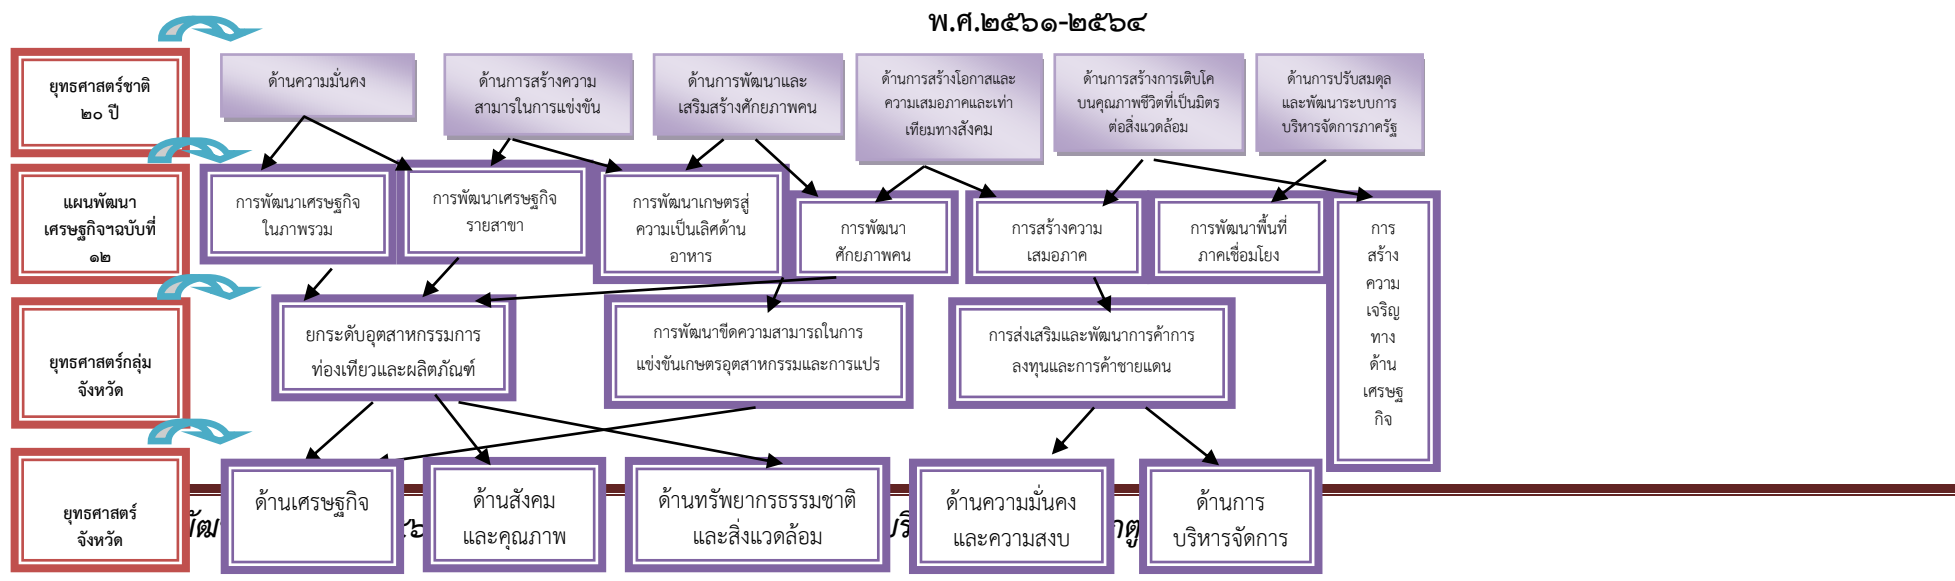 พ.ศ.๒๕๖๑-๒๕๖๔
ยุทธศาสตร์ชาติ
๒๐ ปี
ด้านความมั่นคง
ด้านการสร้างความ
สามารในการแข่งขัน
ด้านการพัฒนาและ
เสริมสร้างศักยภาพคน
ด้านการสร้างโอกาสและ
ความเสมอภาคและเท่า
เทียมทางสังคม
ด้านการสร้างการเติบโค
บนคุณภาพชีวิตที่เป็นมิตร
ต่อสิ่งแวดล้อม
ด้านการปรับสมดุล
และพัฒนาระบบการ
บริหารจัดการภาครัฐ
แผนพัฒนา
เศรษฐกิจฯฉบับที่
๑๒
การพัฒนาเศรษฐกิจ
ในภาพรวม
การพัฒนาเศรษฐกิจ
รายสาขา
การพัฒนาเกษตรสู่
ความเป็นเลิศด้าน
อาหาร
การพัฒนา
ศักยภาพคน
การสร้างความ
เสมอภาค
การพัฒนาพื้นที่
ภาคเชื่อมโยง
การ
สร้าง
ความ
เจริญ
ทาง
ด้าน
เศรษฐ
กิจ
ยุทธศาสตร์กลุ่ม
จังหวัด
ยกระดับอุตสาหกรรมการ
ท่องเทียวและผลิตภัณฑ์
การพัฒนาขีดความสามารถในการ
แข่งขันเกษตรอุตสาหกรรมและการแปร
การส่งเสริมและพัฒนาการค้าการ
ลงทุนและการค้าชายแดน
ยุทธศาสตร์
จังหวัด
ด้านเศรษฐกิจ
ด้านสังคม
และคุณภาพ
ด้านทรัพยากรธรรมชาติ
และสิ่งแวดล้อม
ด้านความมั่นคง
และความสงบ
ด้านการ
บริหารจัดการ